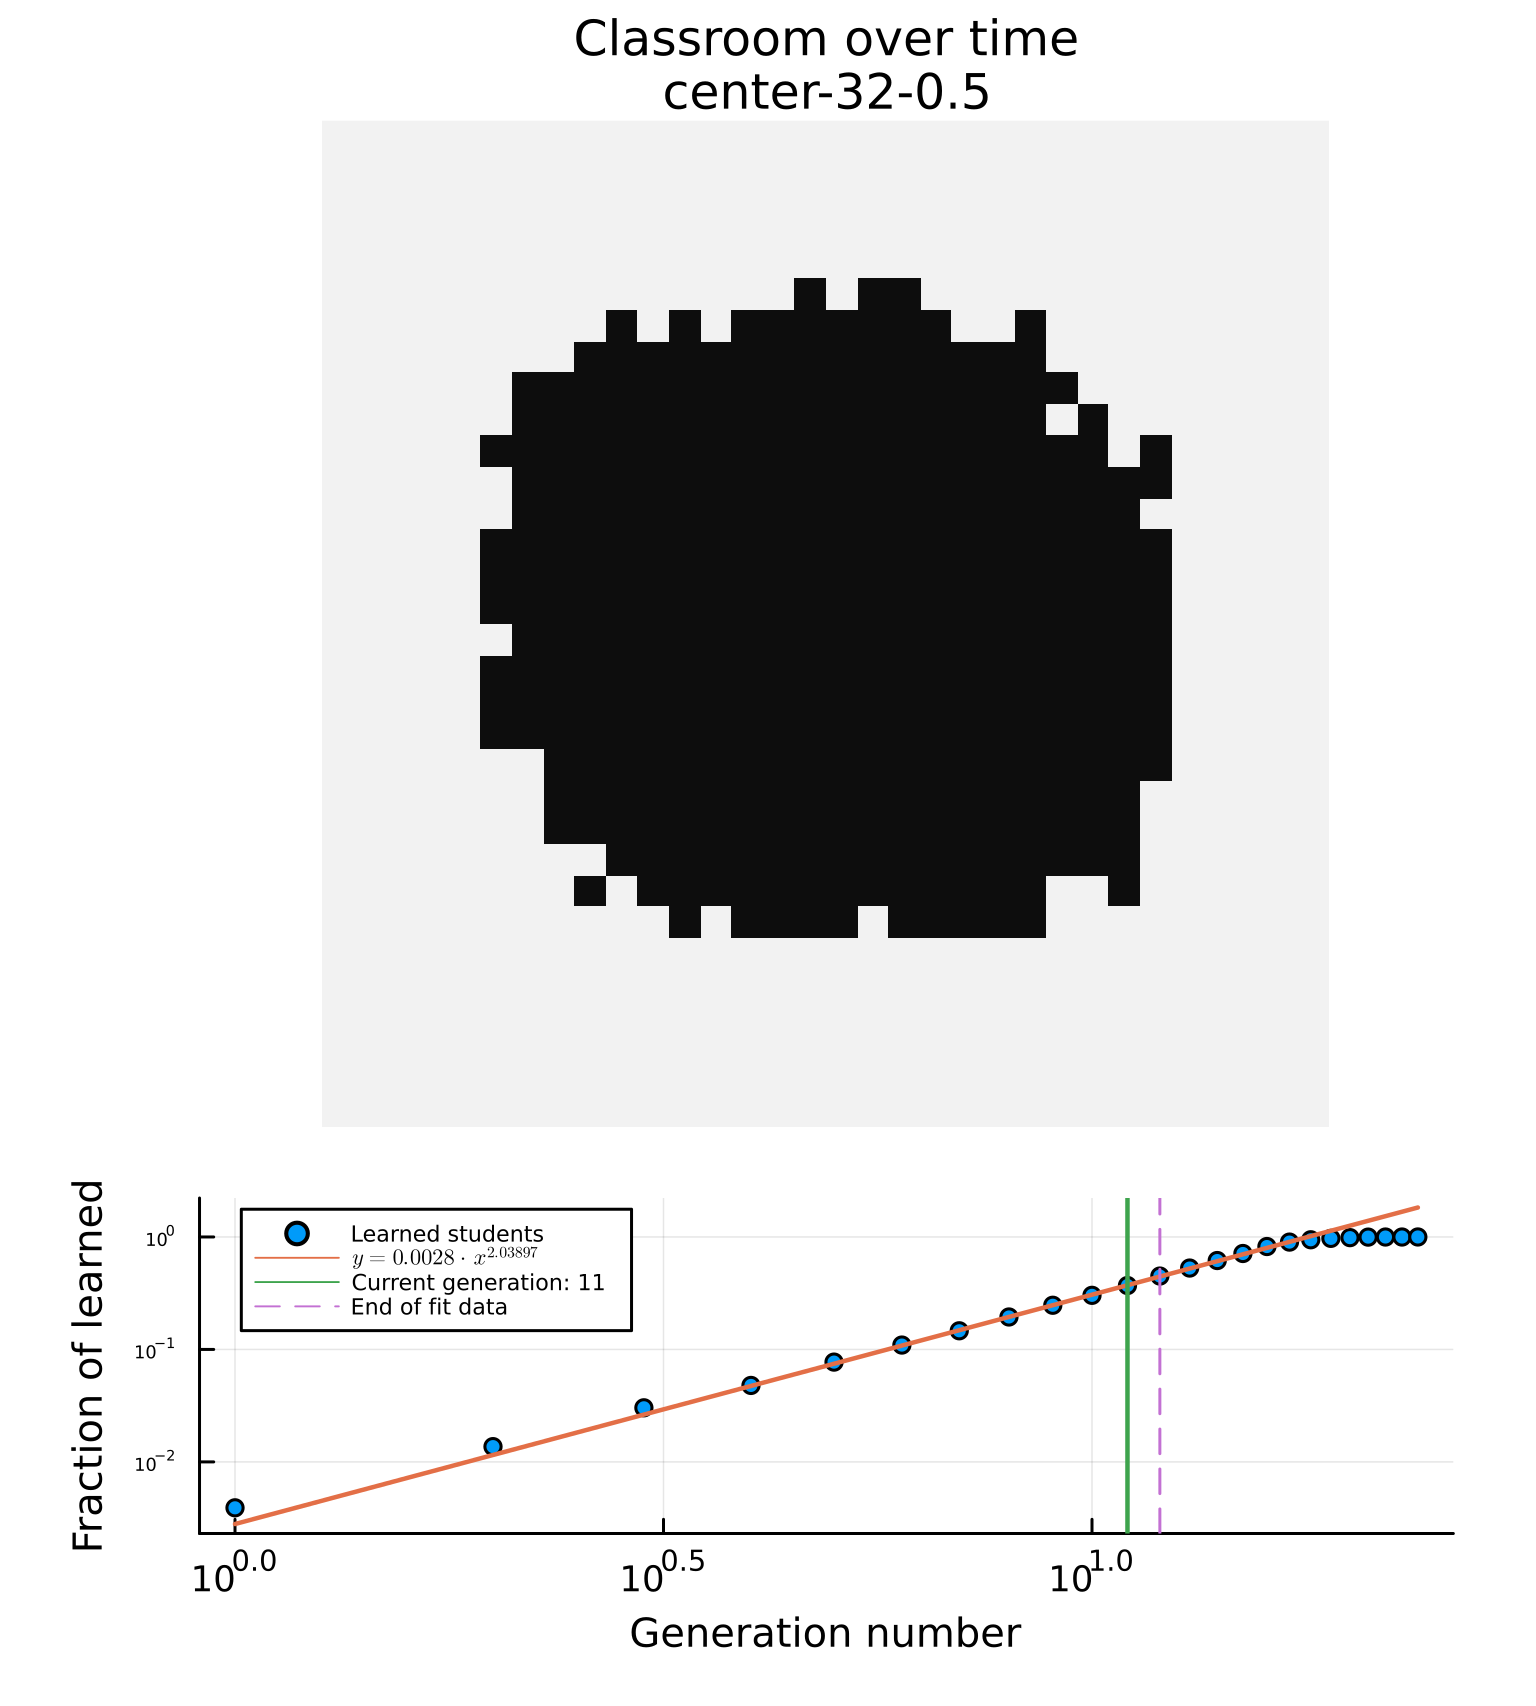 Classroom over time
center-32-0.5
Fraction of learned
10^0
10^-1
10^-2
Learned students
y = 0.0028 · x^2.03897
Current generation: 11
End of fit data
10^0.0 10^0.5 10^1.0
Generation number